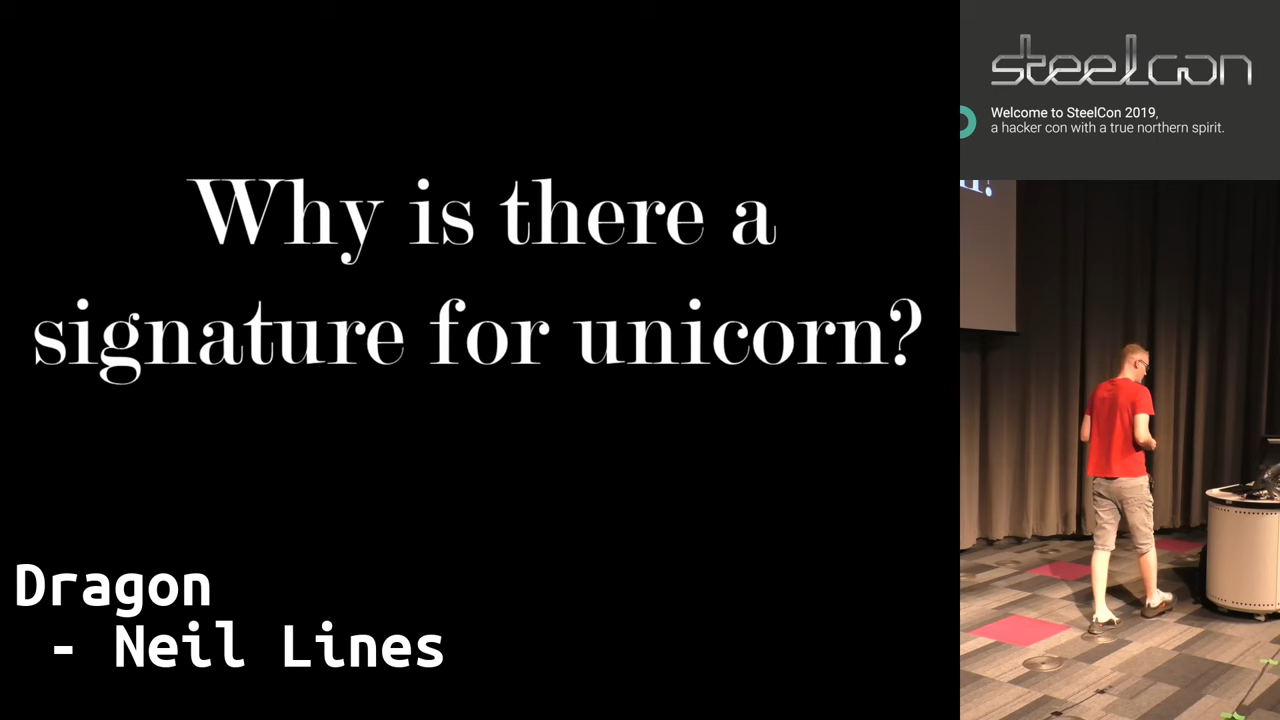 Why is there a
signature for unicorn?
Dragon
- Neil Lines
steelcon
Welcome to SteelCon 2019,
a hacker con with a true northern spirit.